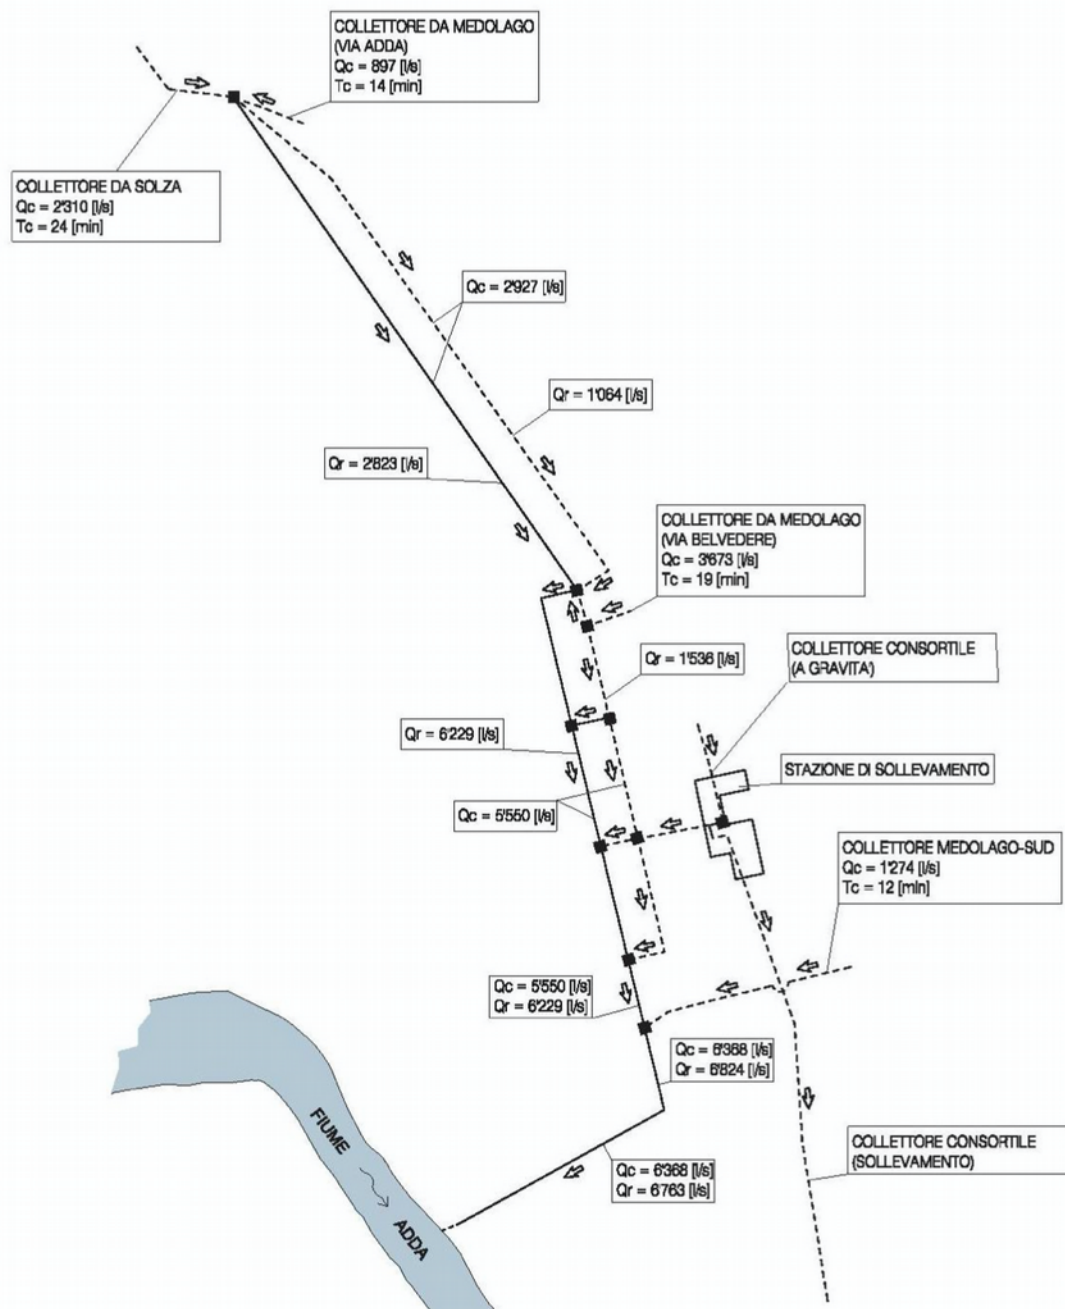 COLLETTORE DA MEDOLAGO
(VIA ADDA)
Qc = 897 [l/s]
Tc = 14 [min]
COLLETTORE DA SOLZA
Qc = 2'310 [l/s]
Tc = 24 [min]
Qc = 2'927 [l/s]
Qr = 1'064 [l/s]
Qr = 2'823 [l/s]
COLLETTORE DA MEDOLAGO
(VIA BELVEDERE)
Qc = 3'673 [l/s]
Tc = 19 [min]
COLLETTORE CONSORTILE
(A GRAVITA')
Qr = 1'536 [l/s]
Qr = 6'229 [l/s]
STAZIONE DI SOLLEVAMENTO
Qc = 5'550 [l/s]
COLLETTORE MEDOLAGO-SUD
Qc = 1'274 [l/s]
Tc = 12 [min]
Qc = 5'550 [l/s]
Qr = 6'229 [l/s]
Qc = 6'368 [l/s]
Qr = 6'824 [l/s]
FIUME
ADDA
COLLETTORE CONSORTILE
(SOLLEVAMENTO)
Qc = 6'368 [l/s]
Qr = 6'763 [l/s]